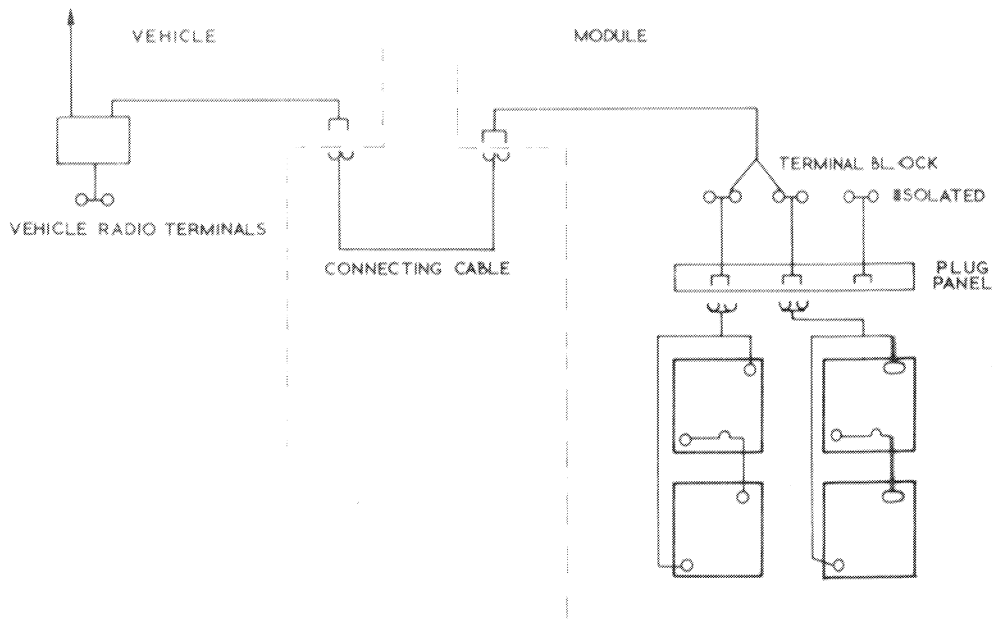 VEHICLE
MODULE
TERMINAL BLOCK
ISOLATED
VEHICLE RADIO TERMINALS
CONNECTING CABLE
PLUG
PANEL